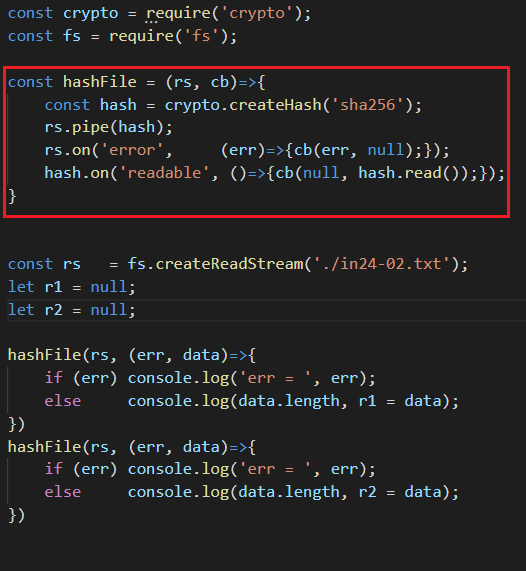 const crypto = require('crypto');
const fs = require('fs');
const hashFile = (rs, cb)=>{
    const hash = crypto.createHash('sha256');
    rs.pipe(hash);
    rs.on('error',     (err)=>{cb(err, null);});
    hash.on('readable', ()=>{cb(null, hash.read());});
}
const rs   = fs.createReadStream('./in24-02.txt');
let r1 = null;
let r2 = null;
hashFile(rs, (err, data)=>{
    if (err) console.log('err = ', err);
    else     console.log(data.length, r1 = data);
})
hashFile(rs, (err, data)=>{
    if (err) console.log('err = ', err);
    else     console.log(data.length, r2 = data);
})